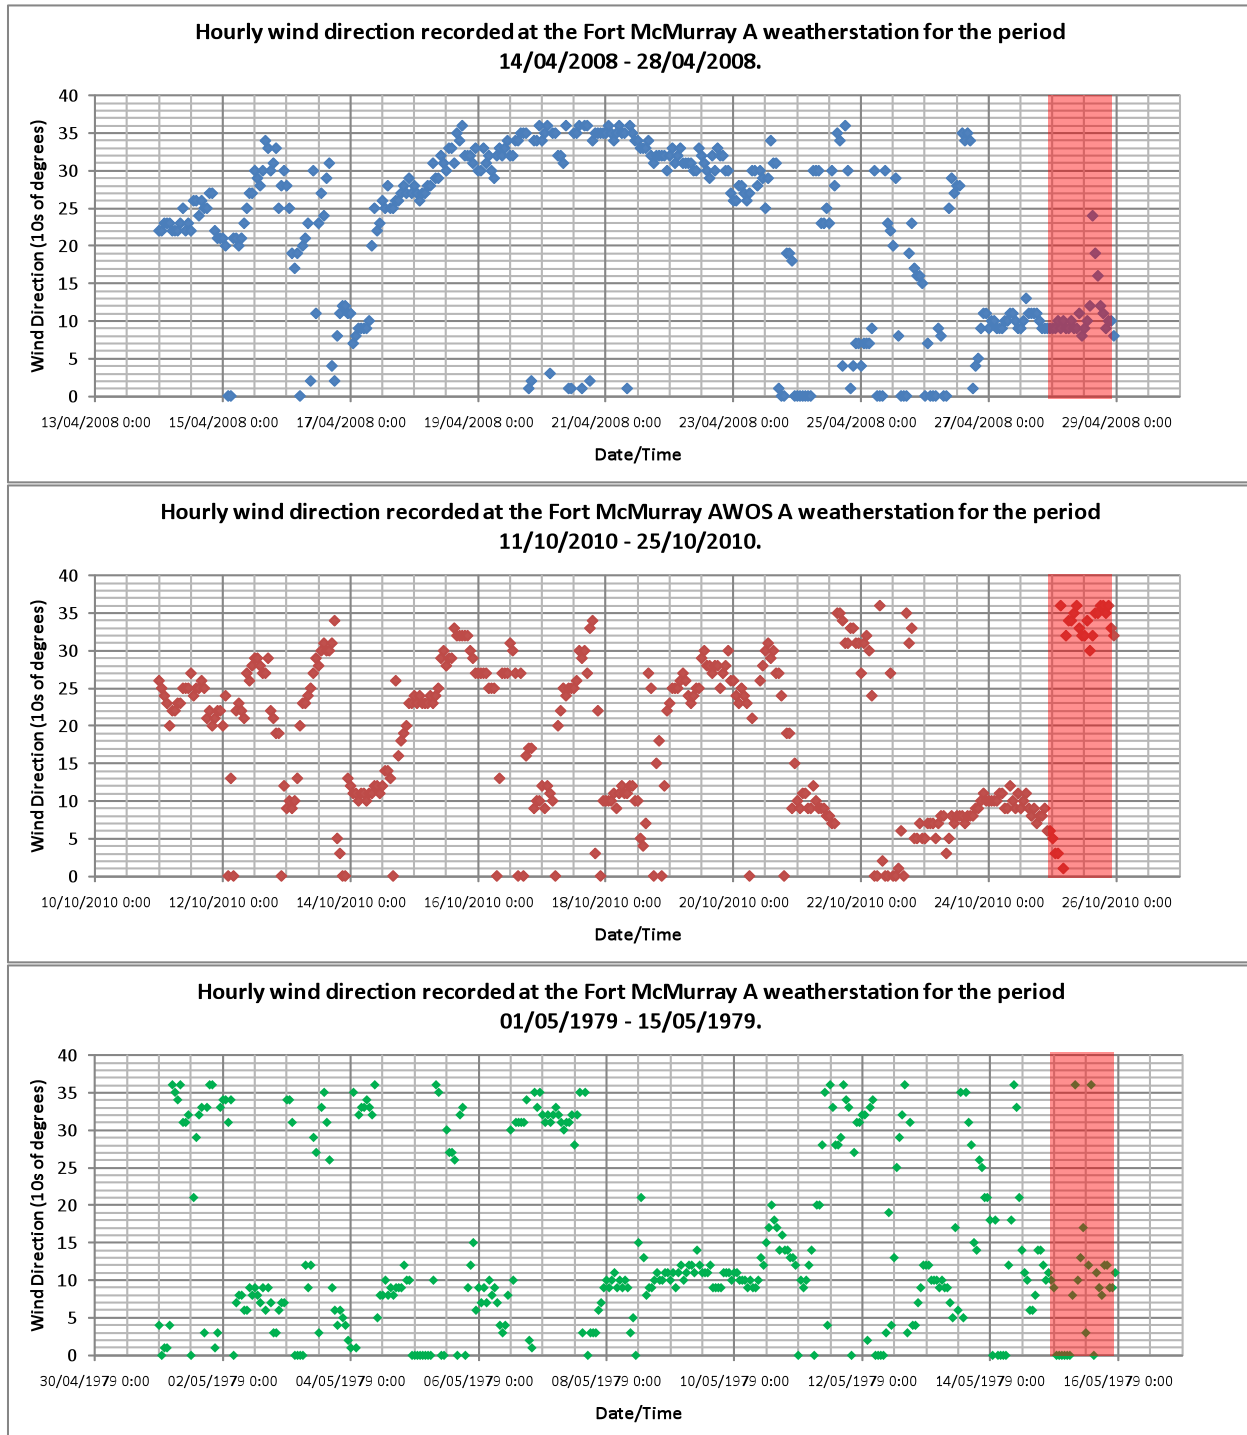 Hourly wind direction recorded at the Fort McMurray A weatherstation for the period
14/04/2008 - 28/04/2008.
Wind Direction (10s of degrees)
40
35
30
25
20
15
10
5
0
13/04/2008 0:00 15/04/2008 0:00 17/04/2008 0:00 19/04/2008 0:00 21/04/2008 0:00 23/04/2008 0:00 25/04/2008 0:00 27/04/2008 0:00 29/04/2008 0:00
Date/Time
Hourly wind direction recorded at the Fort McMurray AWOS A weatherstation for the period
11/10/2010 - 25/10/2010.
Wind Direction (10s of degrees)
40
35
30
25
20
15
10
5
0
10/10/2010 0:00 12/10/2010 0:00 14/10/2010 0:00 16/10/2010 0:00 18/10/2010 0:00 20/10/2010 0:00 22/10/2010 0:00 24/10/2010 0:00 26/10/2010 0:00
Date/Time
Hourly wind direction recorded at the Fort McMurray A weatherstation for the period
01/05/1979 - 15/05/1979.
Wind Direction (10s of degrees)
40
35
30
25
20
15
10
5
0
30/04/1979 0:00 02/05/1979 0:00 04/05/1979 0:00 06/05/1979 0:00 08/05/1979 0:00 10/05/1979 0:00 12/05/1979 0:00 14/05/1979 0:00 16/05/1979 0:00
Date/Time